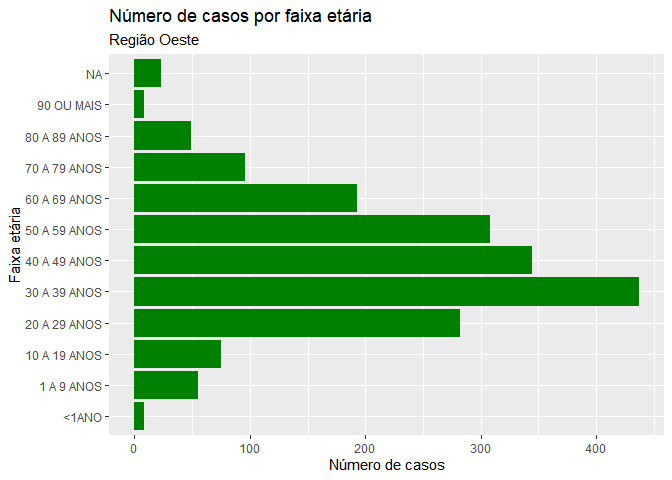 Número de casos por faixa etária
Região Oeste
Faixa etária
NA
90 OU MAIS
80 A 89 ANOS
70 A 79 ANOS
60 A 69 ANOS
50 A 59 ANOS
40 A 49 ANOS
30 A 39 ANOS
20 A 29 ANOS
10 A 19 ANOS
1 A 9 ANOS
<1ANO
0 100 200 300 400
Número de casos